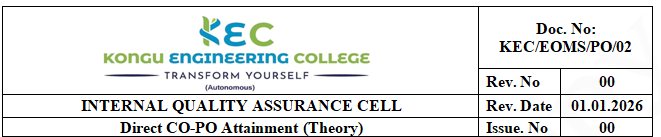 KEC
KONGU ENGINEERING COLLEGE
TRANSFORM YOURSELF
(Autonomous)
Doc. No:
KEC/EOMS/PO/02
Rev. No 00
INTERNAL QUALITY ASSURANCE CELL Rev. Date 01.01.2026
Direct CO-PO Attainment (Theory) Issue. No 00